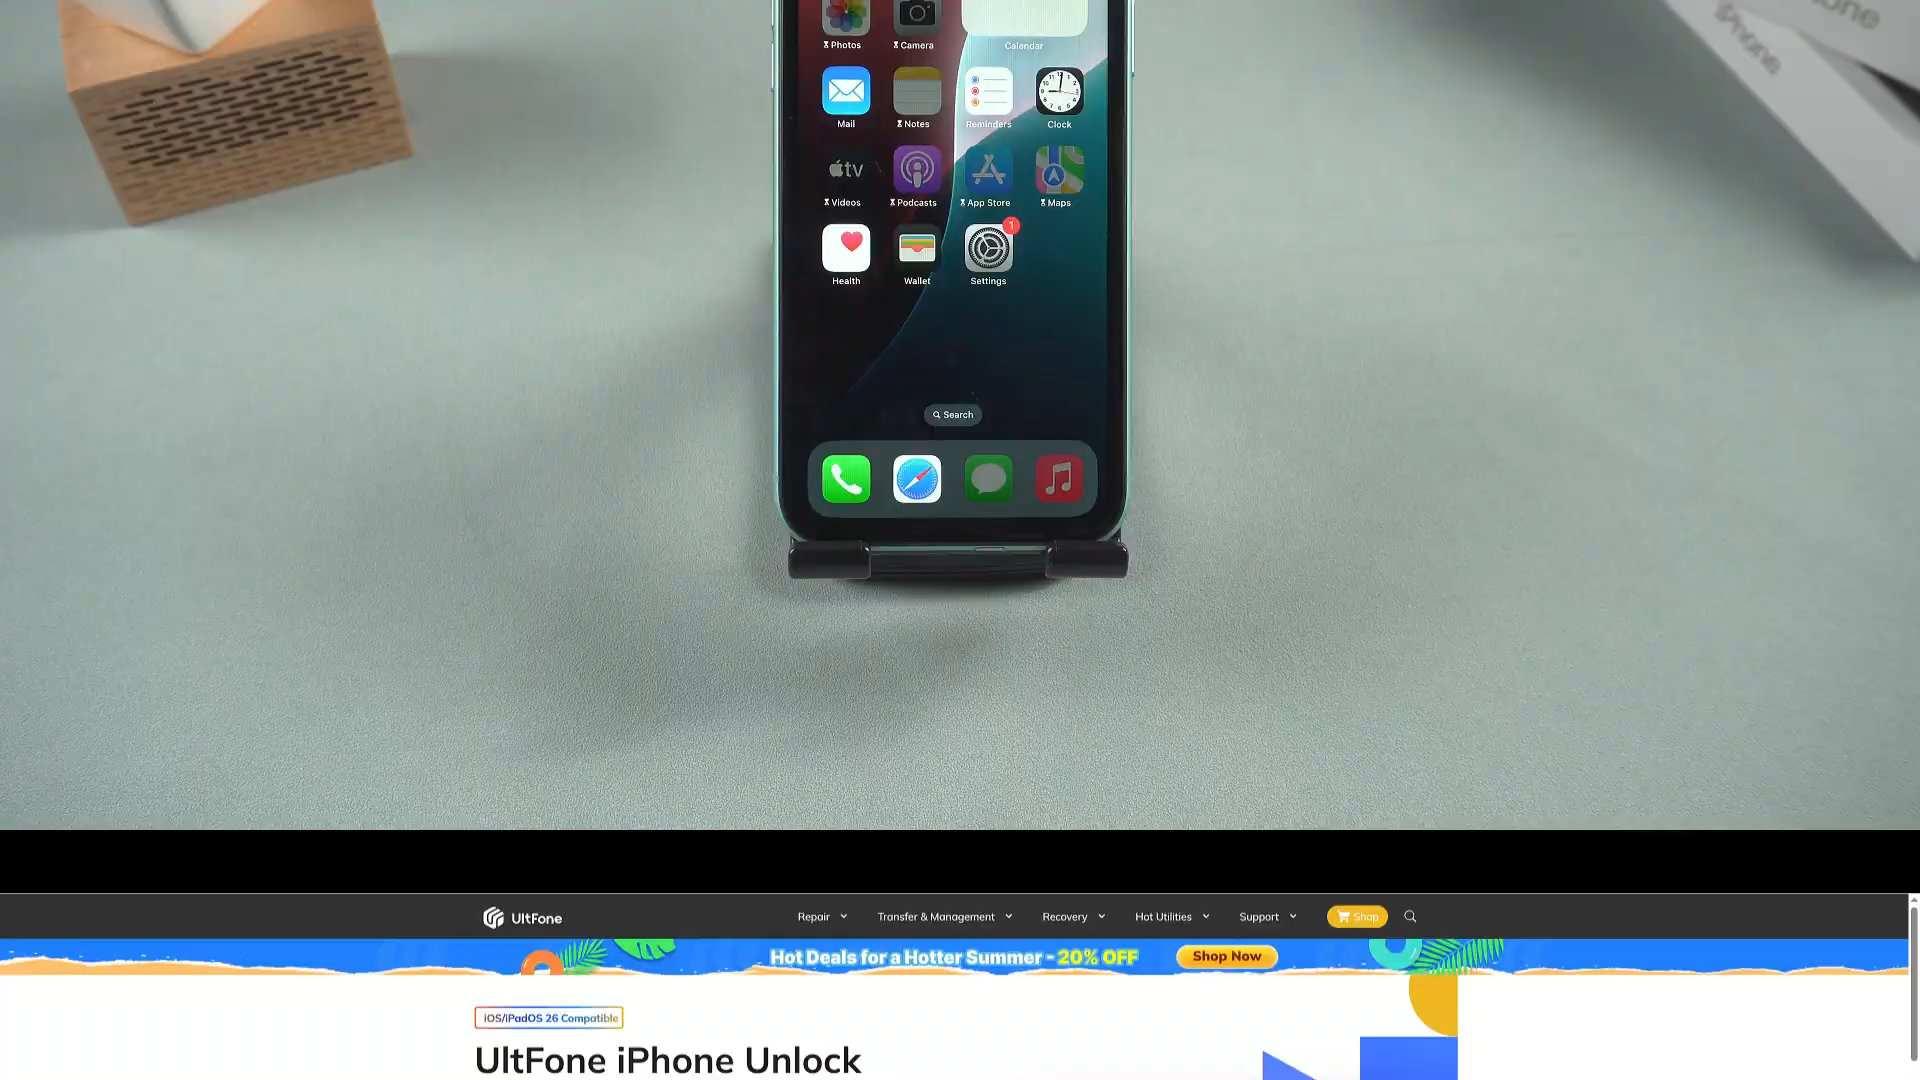 Photos
Camera
Calendar
iPhone
Mail
Notes
Reminders
Clock
tv
Videos
Podcasts
App Store
Maps
1
Health
Wallet
Settings
Search
UltFone
Repair
Transfer & Management
Recovery
Hot Utilities
Support
Shop
Hot Deals for a Hotter Summer - 20% OFF
Shop Now
iOS/iPadOS 26 Compatible
UltFone iPhone Unlock